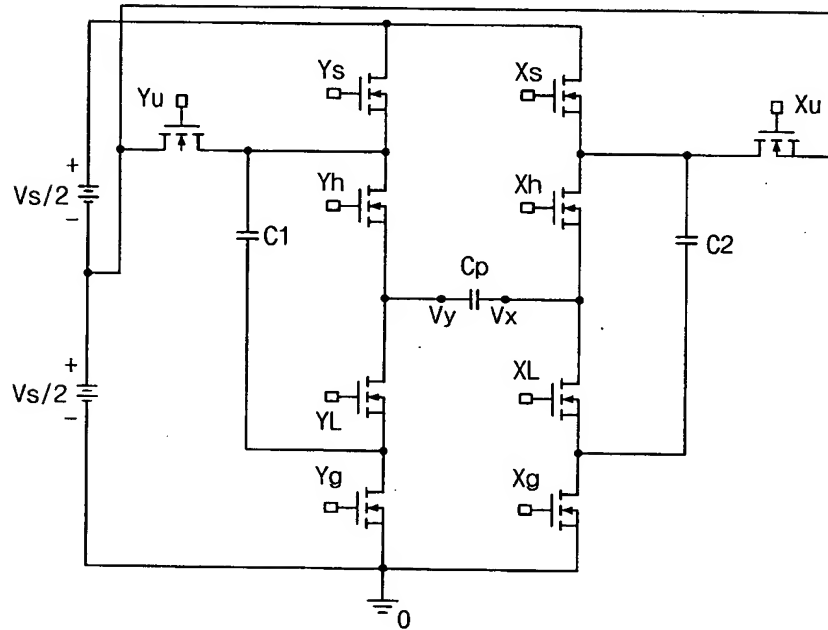 Ys
Xs
Yu
Xu
+
Vs/2
−
Yh
Xh
C1
C2
Cp
Vy
Vx
+
Vs/2
−
XL
YL
Yg
Xg
0